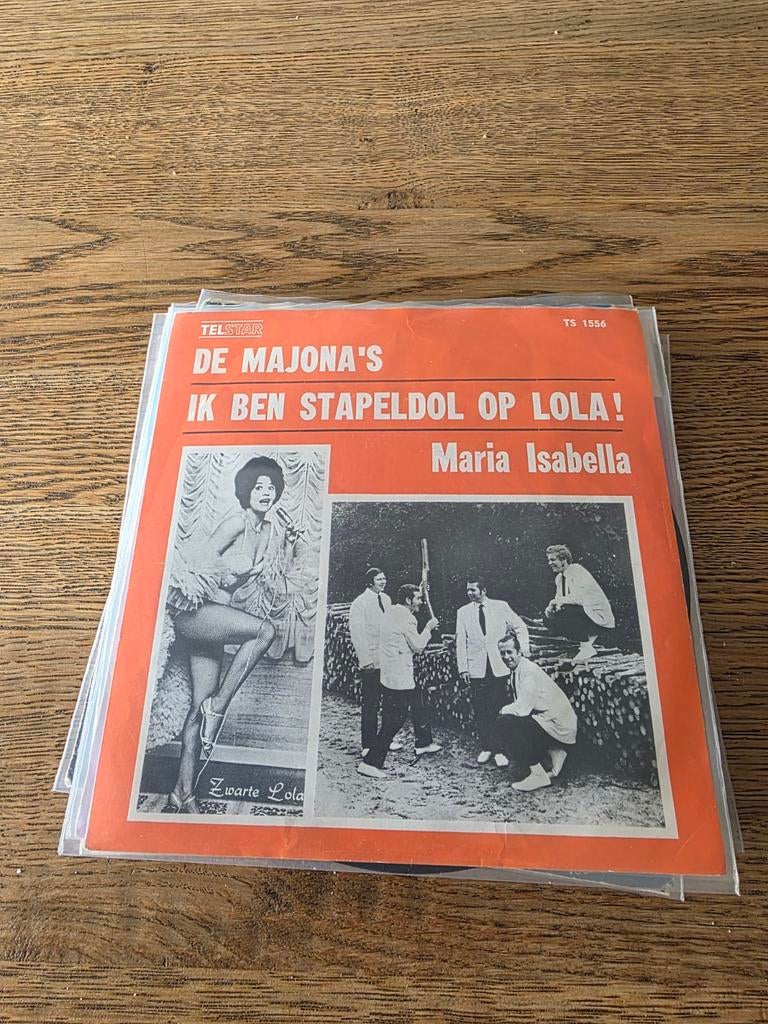 TELSTAR
TS 1556
DE MAJONA'S
IK BEN STAPELDOL OP LOLA!
Maria Isabella
Zwarte Lola